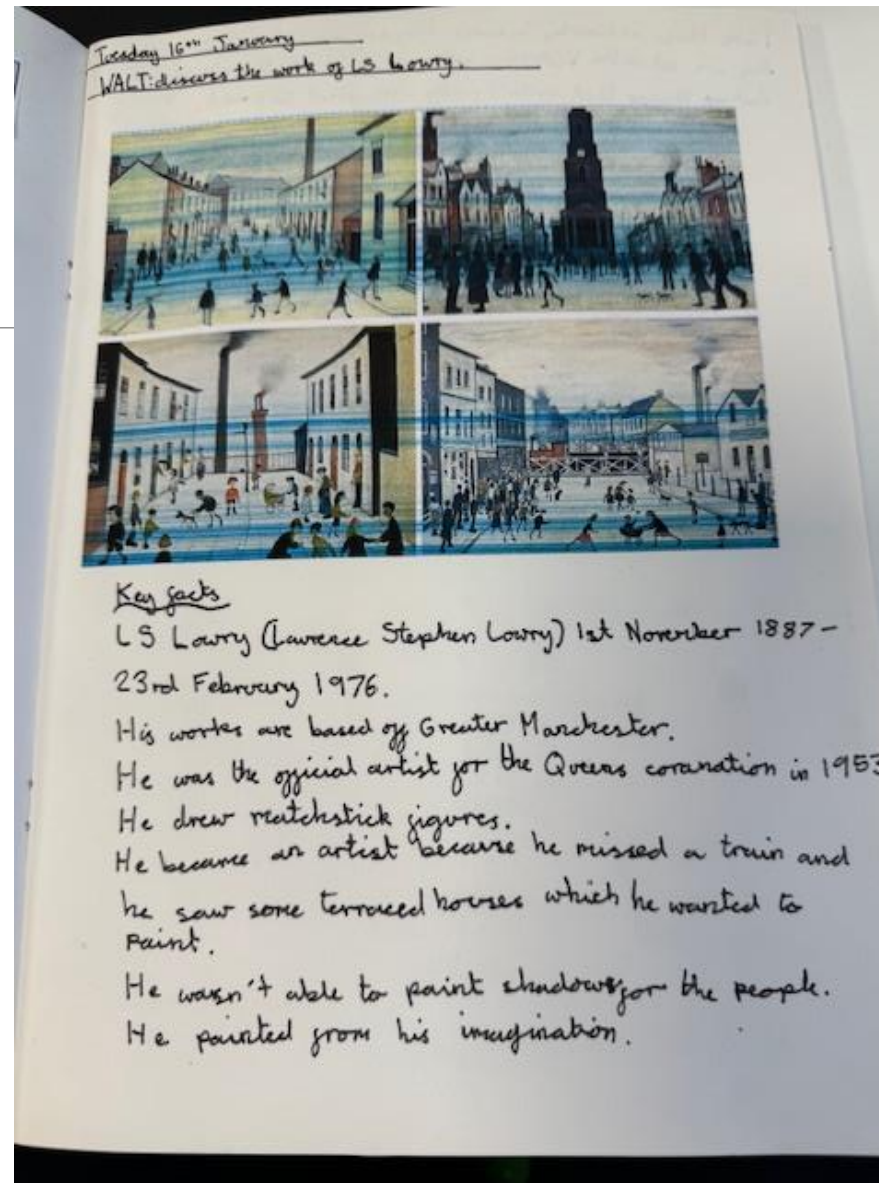 Tuesday 16th January
WALT: discuss the work of LS Lowry.
Key facts
LS Lowry (Lawrence Stephen Lowry) 1st November 1887 -
23rd February 1976.
His works are based off Greater Manchester.
He was the official artist for the Queens coranation in 1953
He drew matchstick figures.
He became an artist because he missed a train and
he saw some terraced houses which he wanted to
paint.
He wasn't able to paint shadows for the people.
He painted from his imagination.